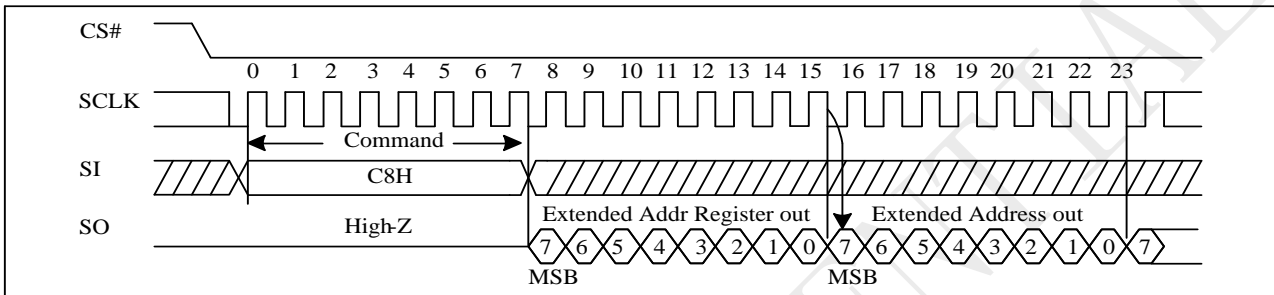 CS#
0 1 2 3 4 5 6 7 8 9 10 11 12 13 14 15 16 17 18 19 20 21 22 23
SCLK
Command
SI
C8H
High-Z
Extended Addr Register out
Extended Address out
SO
7 6 5 4 3 2 1 0 7 6 5 4 3 2 1 0 7
MSB
MSB